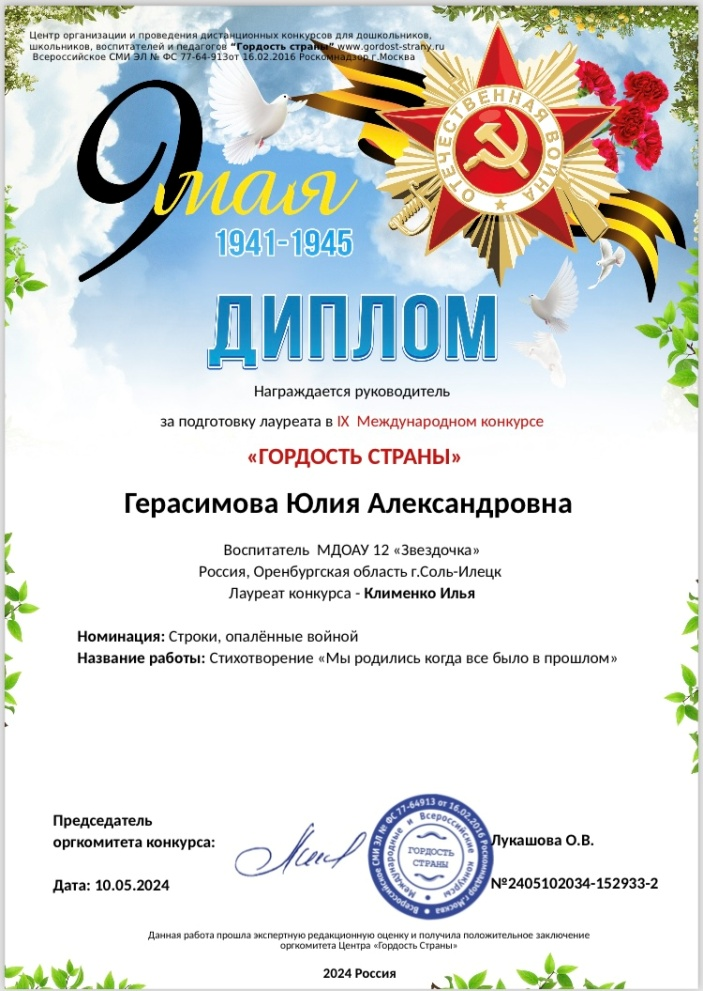 Центр организации и проведения дистанционных конкурсов для дошкольников,
школьников, воспитателей и педагогов “Гордость страны” www.gordost-strany.ru
Всероссийское СМИ ЭЛ № ФС 77-64-913от 16.02.2016 Роскомнадзор г.Москва
ОТЕЧЕСТВЕННАЯ ВОЙНА
9 мая
1941-1945
ДИПЛОМ
Награждается руководитель
за подготовку лауреата в IX Международном конкурсе
«ГОРДОСТЬ СТРАНЫ»
Герасимова Юлия Александровна
Воспитатель МДОАУ 12 «Звездочка»
Россия, Оренбургская область г.Соль-Илецк
Лауреат конкурса - Клименко Илья
Номинация: Строки, опалённые войной
Название работы: Стихотворение «Мы родились когда все было в прошлом»
Председатель
оргкомитета конкурса:
Лукашова О.В.
Всероссийское СМИ ЭЛ № ФС 77-64913 от 16.02.2016 Роскомнадзор г.Москва
Международные и Всероссийские конкурсы
ГОРДОСТЬ
СТРАНЫ
Дата: 10.05.2024
№2405102034-152933-2
Данная работа прошла экспертную редакционную оценку и получила положительное заключение
оргкомитета Центра «Гордость Страны»
2024 Россия